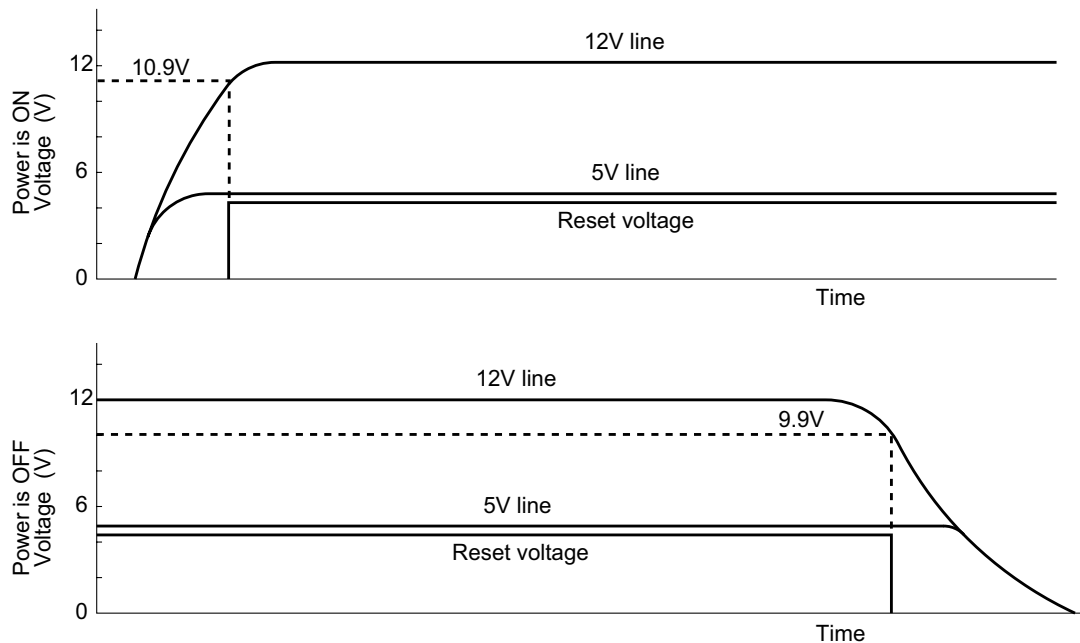 12V line
12
10.9V
Power is ON
Voltage (V)
6
5V line
Reset voltage
0
Time
12V line
12
9.9V
Power is OFF
Voltage (V)
6
5V line
Reset voltage
0
Time